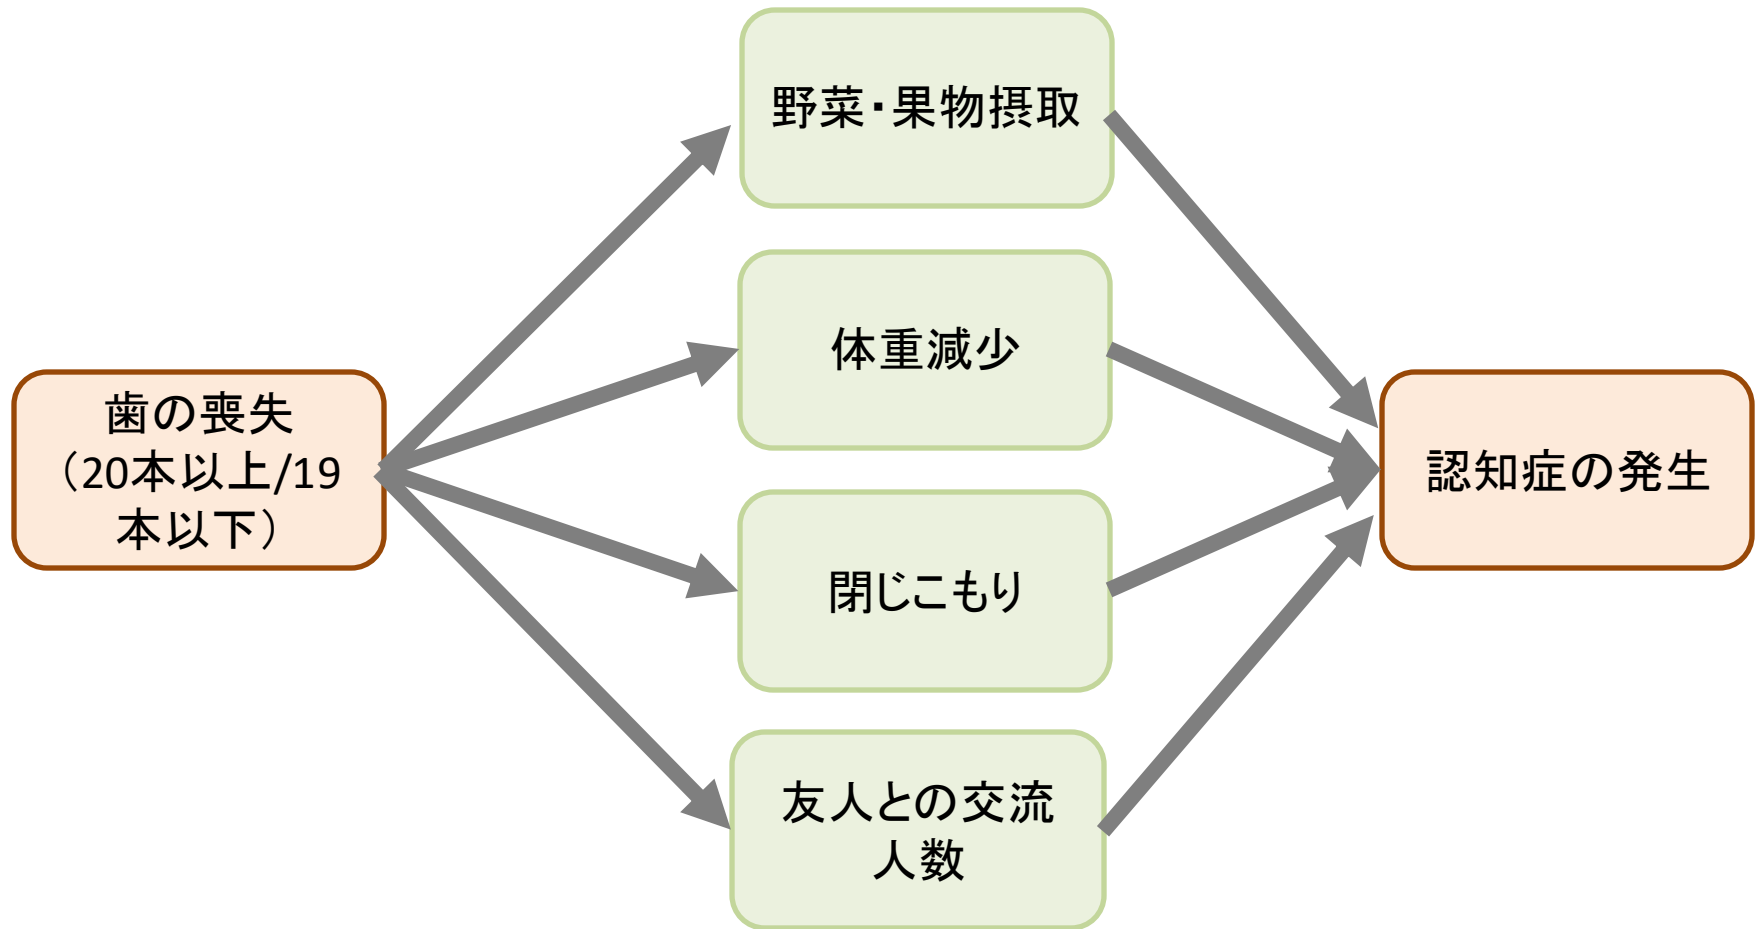 野菜・果物摂取
体重減少
歯の喪失
（20本以上/19
本以下）
認知症の発生
閉じこもり
友人との交流
人数